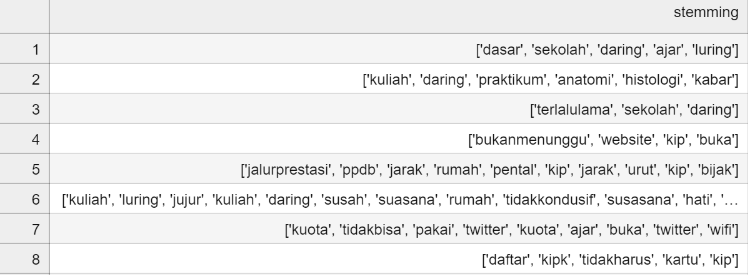 stemming
1 ['dasar', 'sekolah', 'daring', 'ajar', 'luring']
2 ['kuliah', 'daring', 'praktikum', 'anatomi', 'histologi', 'kabar']
3 ['terlalulama', 'sekolah', 'daring']
4 ['bukanmenunggu', 'website', 'kip', 'buka']
5 ['jalurprestasi', 'ppdb', 'jarak', 'rumah', 'pental', 'kip', 'jarak', 'urut', 'kip', 'bijak']
6 ['kuliah', 'luring', 'jujur', 'kuliah', 'daring', 'susah', 'suasana', 'rumah', 'tidakkondusif', 'susasana', 'hati', '...
7 ['kuota', 'tidakbisa', 'pakai', 'twitter', 'kuota', 'ajar', 'buka', 'twitter', 'wifi']
8 ['daftar', 'kipk', 'tidakharus', 'kartu', 'kip']